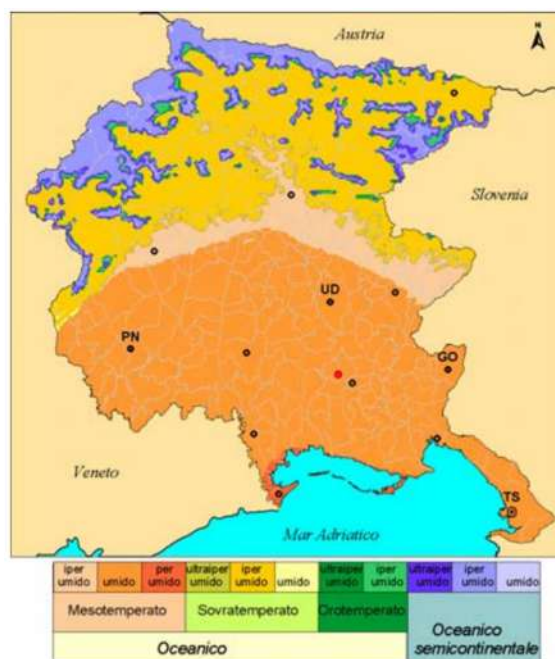 Austria
N
Slovenia
UD
PN
GO
Veneto
TS
Mar Adriatico
iper umido
umido
per umido
ultraiper umido
iper umido
umido
ultraiper umido
iper umido
ultraiper umido
iper umido
umido
Mesotemperato
Sovratemperato
Orotemperato
Oceanico
Oceanico
semicontinentale